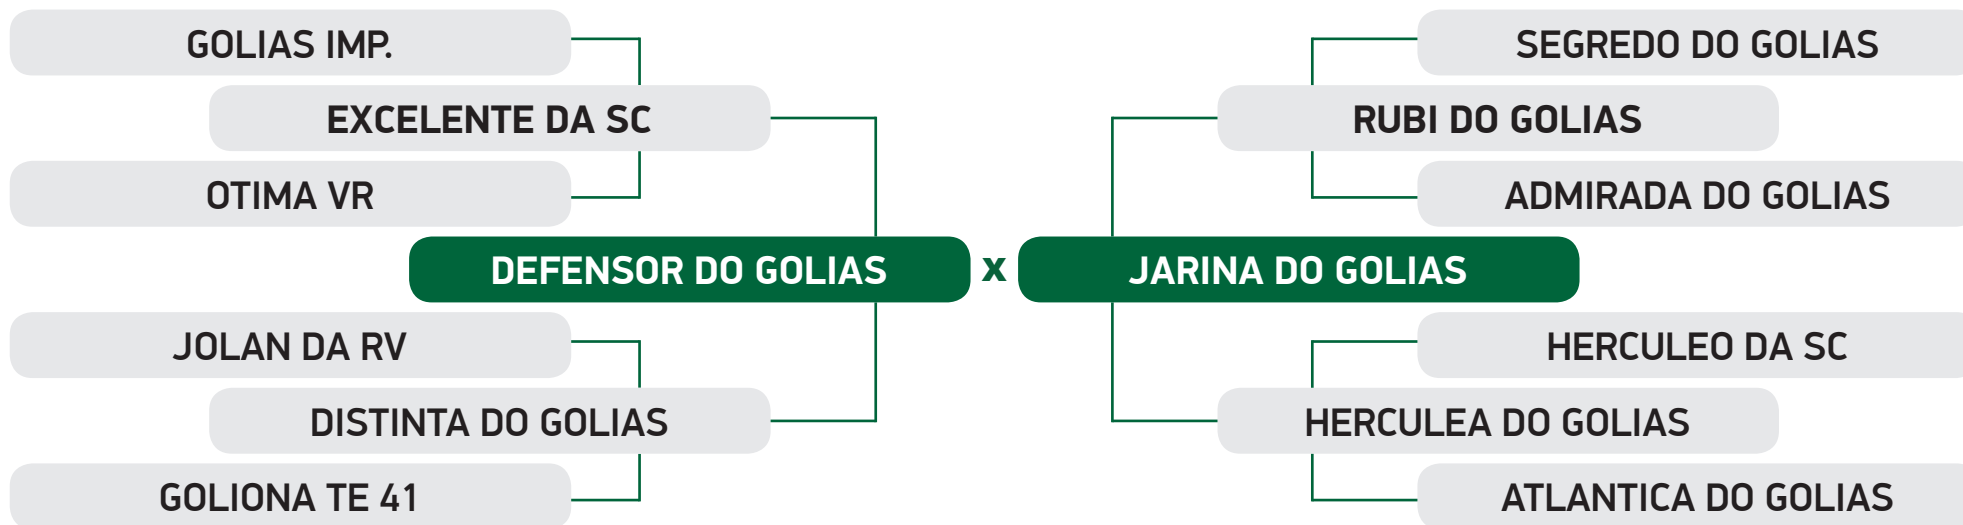 GOLIAS IMP.
EXCELENTE DA SC
OTIMA VR
DEFENSOR DO GOLIAS
JOLAN DA RV
DISTINTA DO GOLIAS
GOLIONA TE 41
x
SEGREDO DO GOLIAS
RUBI DO GOLIAS
ADMIRADA DO GOLIAS
JARINA DO GOLIAS
HERCULEO DA SC
HERCULEA DO GOLIAS
ATLANTICA DO GOLIAS